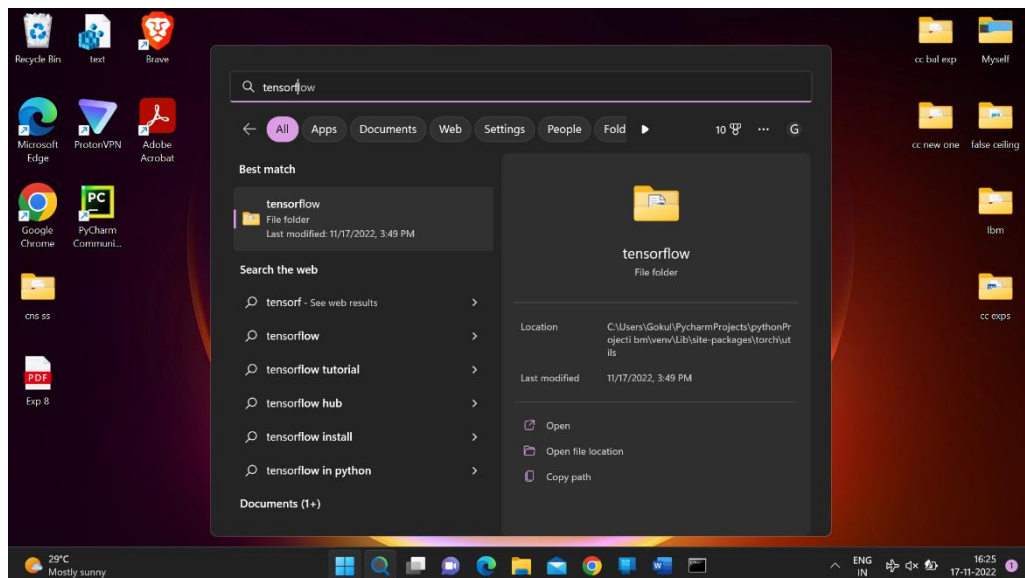 Recycle Bin
text
Brave
Microsoft
Edge
ProtonVPN
Adobe
Acrobat
Google
Chrome
PC
PyCharm
Communi...
cns ss
PDF
Exp 8
tensorflow
All
Apps
Documents
Web
Settings
People
Fold
10
G
Best match
tensorflow
File folder
Last modified: 11/17/2022, 3:49 PM
Search the web
tensorf - See web results
tensorflow
tensorflow tutorial
tensorflow hub
tensorflow install
tensorflow in python
Documents (1+)
tensorflow
File folder
Location
C:\Users\Gokul\PycharmProjects\pythonPr
ojecti bm\venv\Lib\site-packages\torch\ut
ils
Last modified
11/17/2022, 3:49 PM
Open
Open file location
Copy path
cc bal exp
Myself
cc new one
false ceiling
Ibm
cc exps
29°C
Mostly sunny
W
ENG
IN
16:25
17-11-2022
1